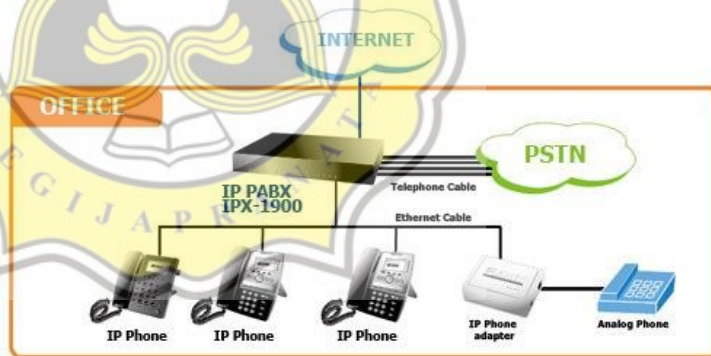 INTERNET
OFFICE
PSTN
IP PABX
IPX-1900
Telephone Cable
Ethernet Cable
IP Phone
IP Phone
IP Phone
IP Phone
adapter
Analog Phone
EGIJAPRANATA